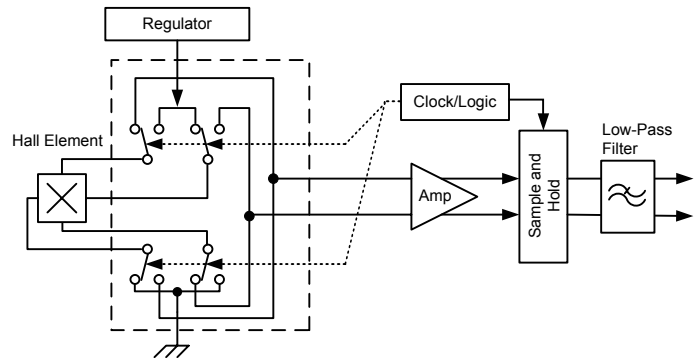 Regulator
Clock/Logic
Hall Element
Low-Pass
Filter
Amp
Sample and
Hold